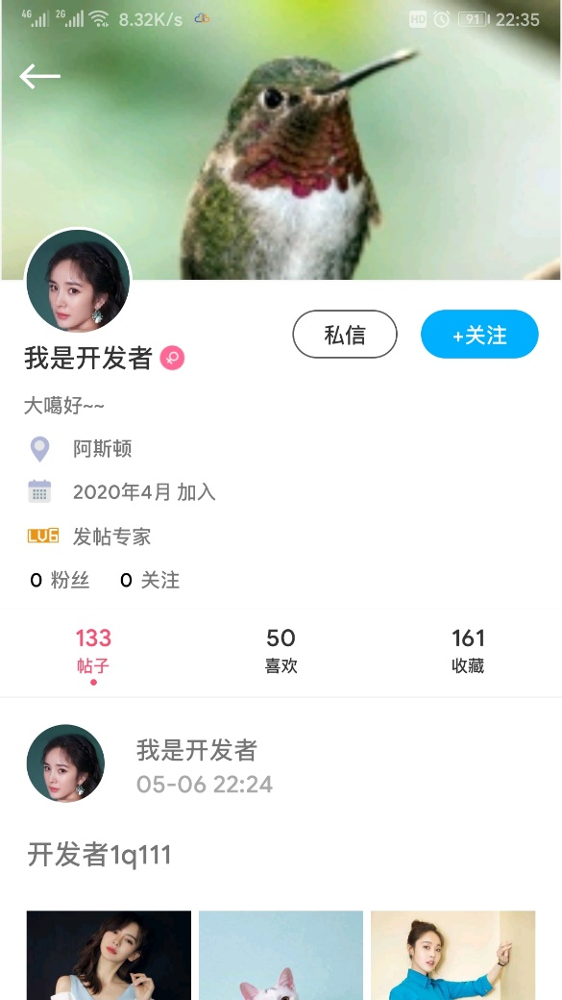 4G 2G 8.32K/s HD 91 22:35
私信 +关注
我是开发者
大噶好~~
阿斯顿
2020年4月 加入
LV6 发帖专家
0 粉丝 0 关注
133 50 161
帖子 喜欢 收藏
我是开发者
05-06 22:24
开发者1q111